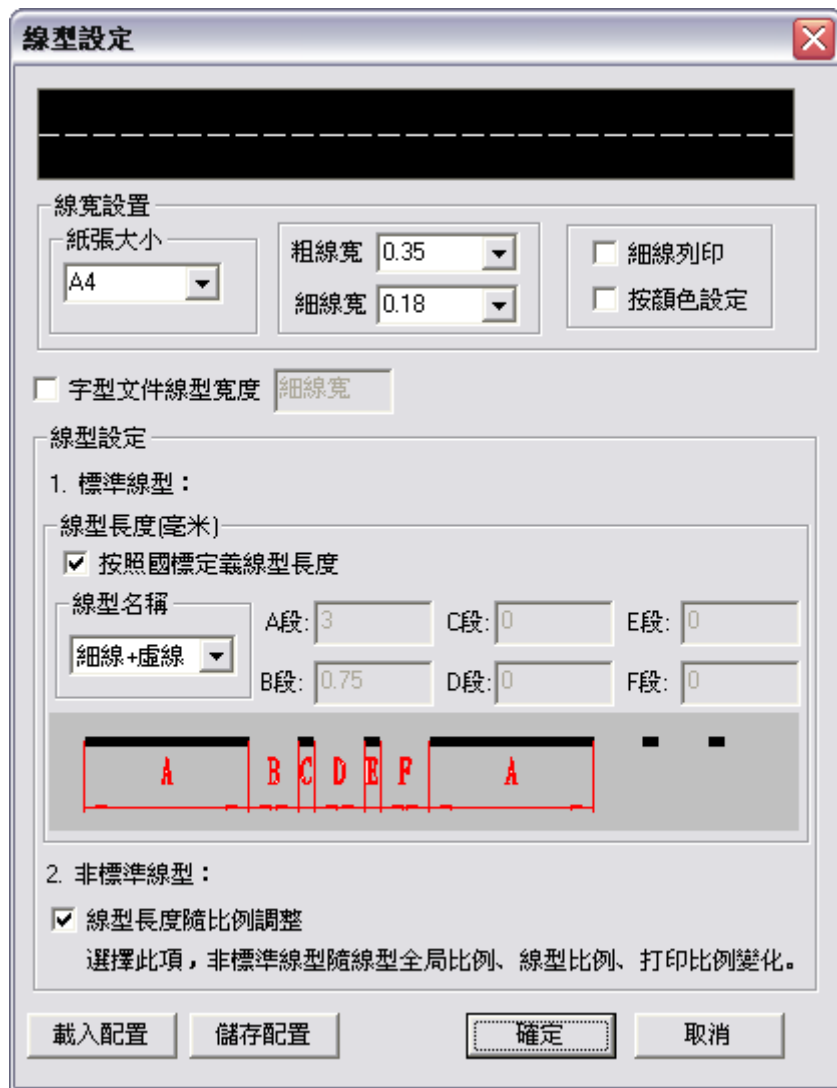 線型設定
線寬設置
紙張大小
A4
粗線寬 0.35
細線寬 0.18
細線列印
按顏色設定
字型文件線型寬度 細線寬
線型設定
1. 標準線型：
線型長度(毫米)
按照國標定義線型長度
線型名稱
細線+虛線
A段: 3 C段: 0 E段: 0
B段: 0.75 D段: 0 F段: 0
A B C D E F A
2. 非標準線型：
線型長度隨比例調整
選擇此項，非標準線型隨線型全局比例、線型比例、打印比例變化。
載入配置 儲存配置 確定 取消